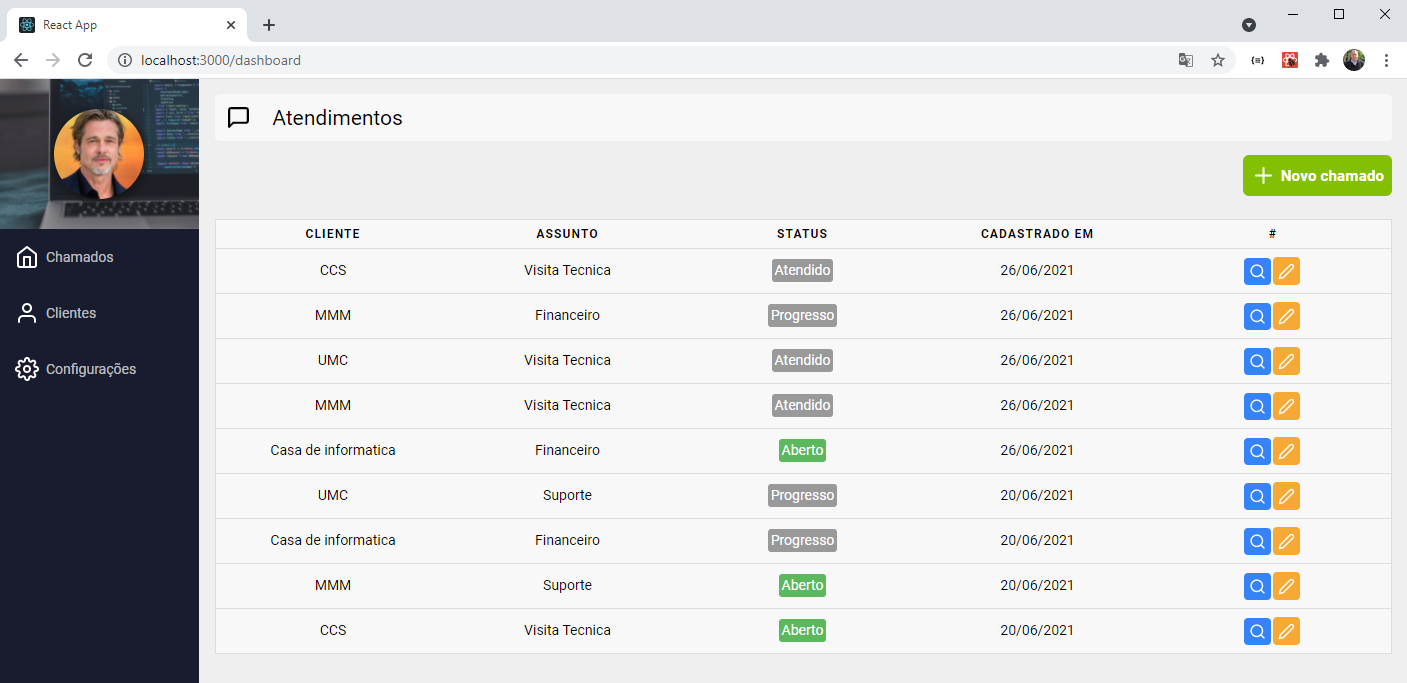 React App
localhost:3000/dashboard
Atendimentos
Novo chamado
Chamados
Clientes
Configurações
CLIENTE ASSUNTO STATUS CADASTRADO EM #
CCS Visita Tecnica Atendido 26/06/2021
MMM Financeiro Progresso 26/06/2021
UMC Visita Tecnica Atendido 26/06/2021
MMM Visita Tecnica Atendido 26/06/2021
Casa de informatica Financeiro Aberto 26/06/2021
UMC Suporte Progresso 20/06/2021
Casa de informatica Financeiro Progresso 20/06/2021
MMM Suporte Aberto 20/06/2021
CCS Visita Tecnica Aberto 20/06/2021